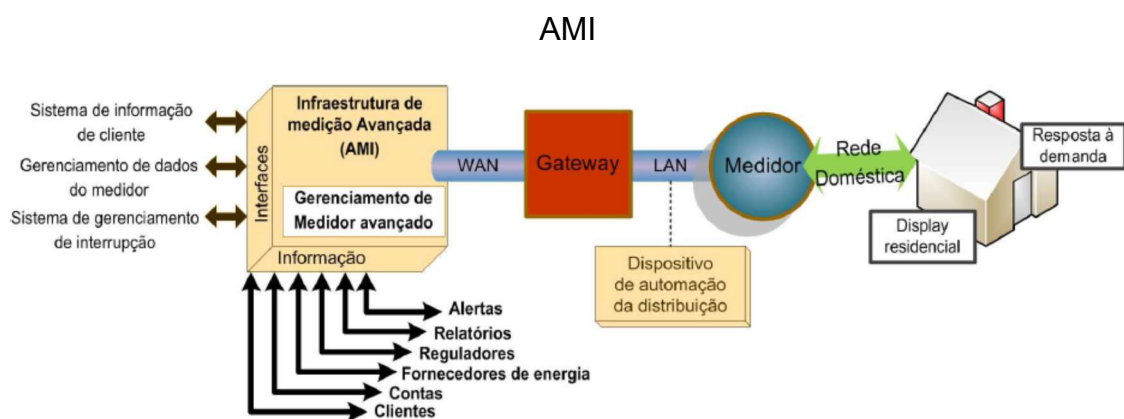 AMI
Sistema de informação
de cliente
Gerenciamento de dados
do medidor
Sistema de gerenciamento
de interrupção
Interfaces
Infraestrutura de
medição Avançada
(AMI)
Gerenciamento de
Medidor avançado
Informação
WAN
Gateway
LAN
Medidor
Rede
Doméstica
Resposta à
demanda
Display
residencial
Dispositivo
de automação
da distribuição
Alertas
Relatórios
Reguladores
Fornecedores de energia
Contas
Clientes